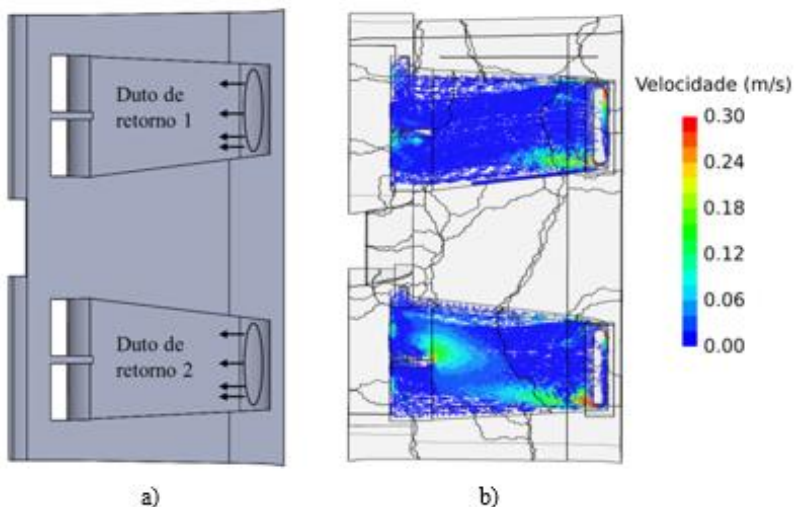 Duto de
retorno 1
Duto de
retorno 2
a)
Velocidade (m/s)
0.30
0.24
0.18
0.12
0.06
0.00
b)